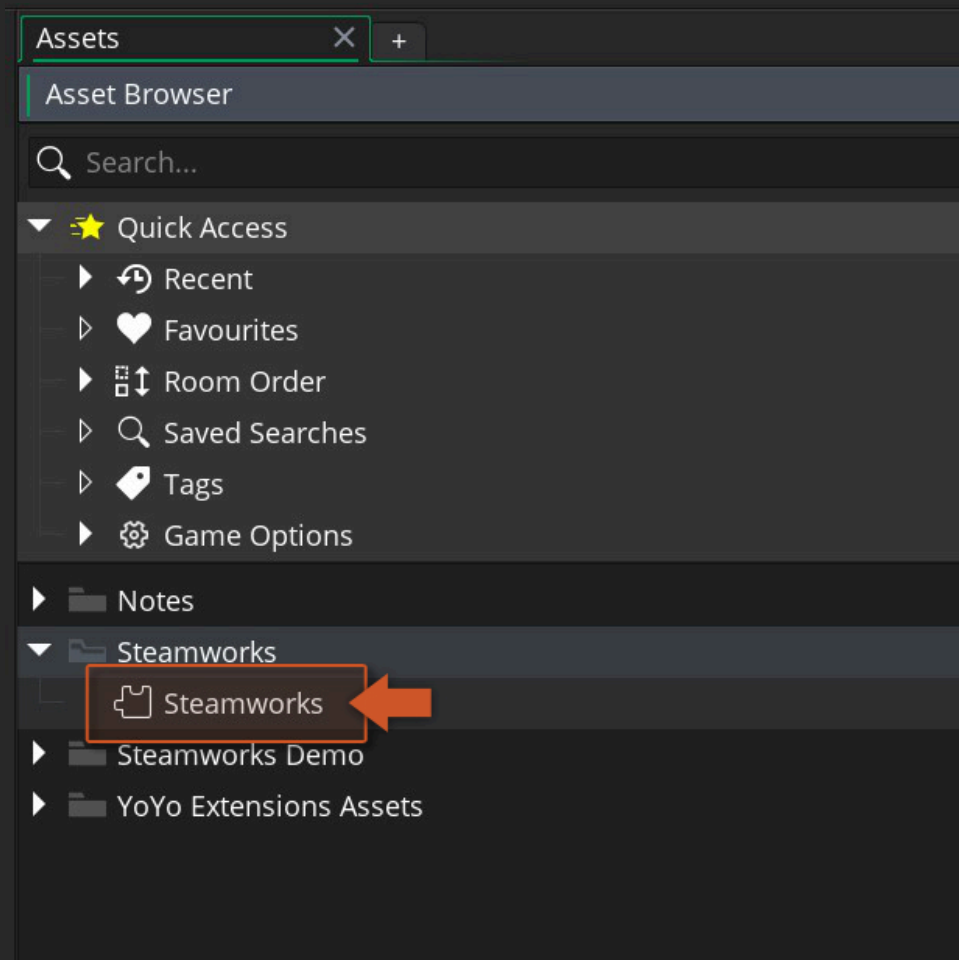 Assets
Asset Browser
Search...
Quick Access
Recent
Favourites
Room Order
Saved Searches
Tags
Game Options
Notes
Steamworks
Steamworks
Steamworks Demo
YoYo Extensions Assets